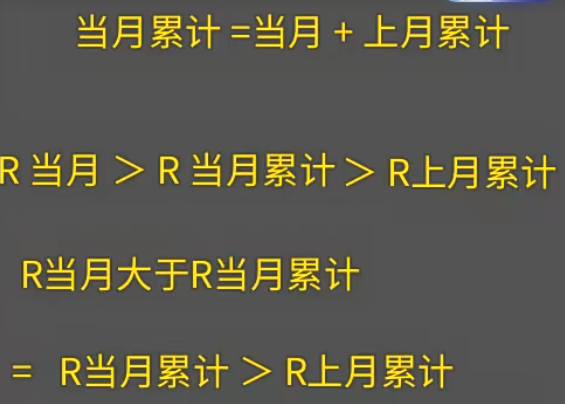 当月累计 =当月 + 上月累计
R 当月 ＞ R 当月累计 ＞ R上月累计
R当月大于R当月累计
= R当月累计 ＞ R上月累计